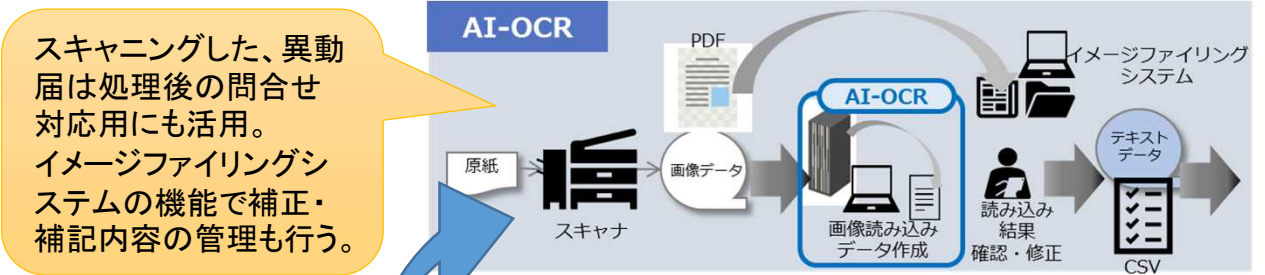 スキャニングした、異動
届は処理後の問合せ
対応用にも活用。
イメージファイリングシ
ステムの機能で補正・
補記内容の管理も行う。
AI-OCR
PDF
イメージファイリング
システム
AI-OCR
原紙
スキャナ
画像データ
画像読み込み
データ作成
読み込み
結果
確認・修正
テキスト
データ
CSV